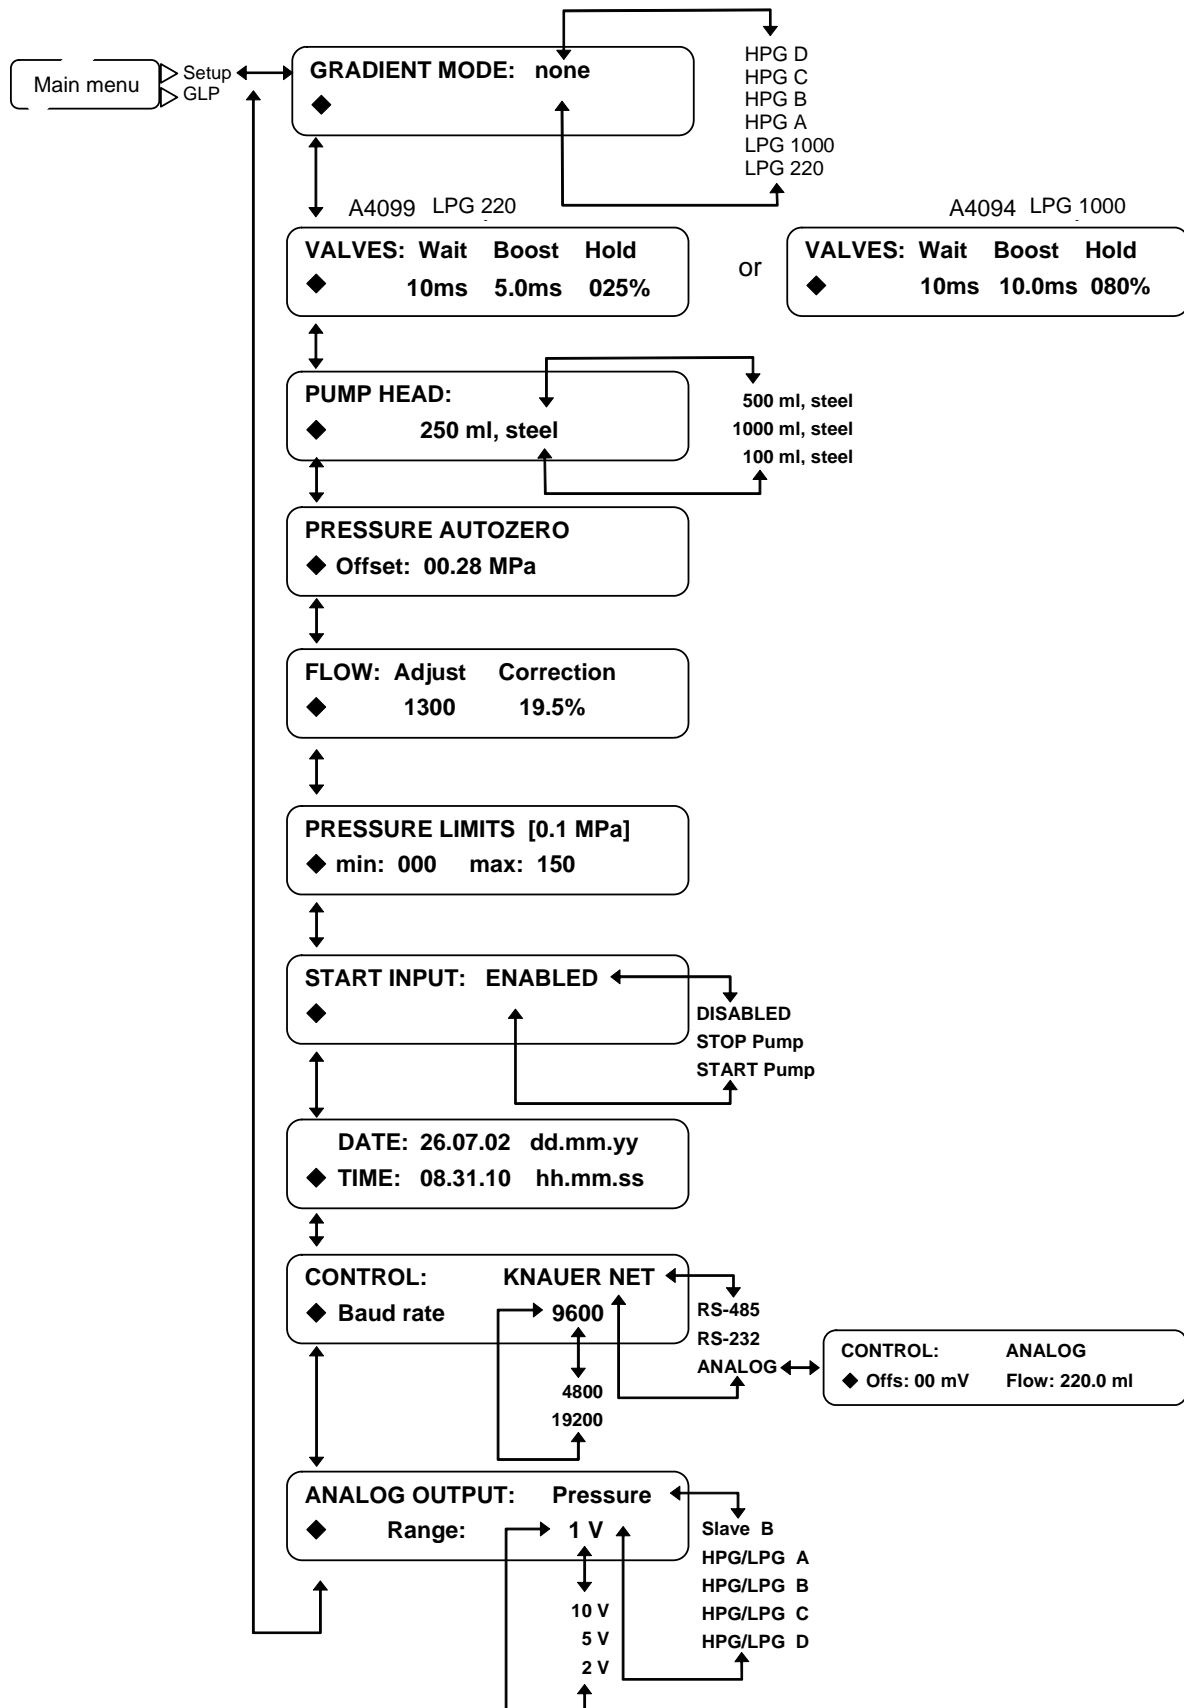 Main menu
Setup
GLP
GRADIENT MODE: none
HPG D
HPG C
HPG B
HPG A
LPG 1000
LPG 220
A4099 LPG 220
VALVES: Wait Boost Hold
10ms 5.0ms 025%
or
A4094 LPG 1000
VALVES: Wait Boost Hold
10ms 10.0ms 080%
PUMP HEAD:
250 ml, steel
500 ml, steel
1000 ml, steel
100 ml, steel
PRESSURE AUTOZERO
Offset: 00.28 MPa
FLOW: Adjust Correction
1300 19.5%
PRESSURE LIMITS [0.1 MPa]
min: 000 max: 150
START INPUT: ENABLED
DISABLED
STOP Pump
START Pump
DATE: 26.07.02 dd.mm.yy
TIME: 08.31.10 hh.mm.ss
CONTROL: KNAUER NET
Baud rate 9600
4800
19200
RS-485
RS-232
ANALOG
CONTROL: ANALOG
Offs: 00 mV Flow: 220.0 ml
ANALOG OUTPUT: Pressure
Range: 1 V
10 V
5 V
2 V
Slave B
HPG/LPG A
HPG/LPG B
HPG/LPG C
HPG/LPG D